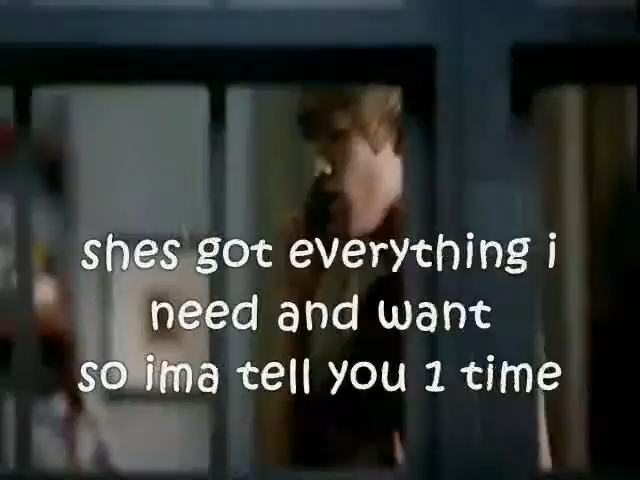 shes got everything i
need and want
so ima tell you 1 time